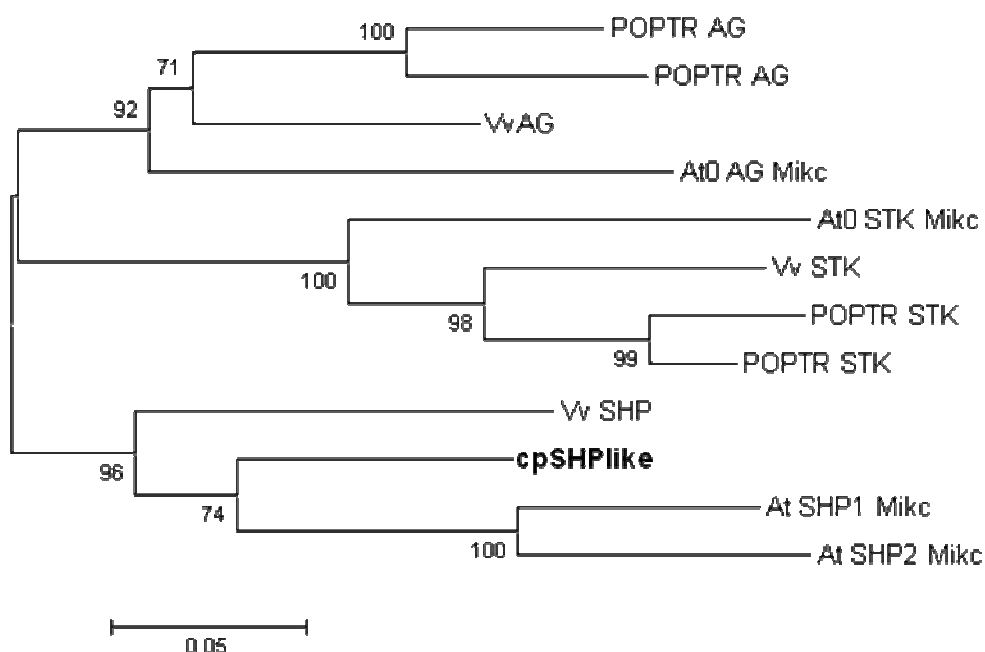 100
POPTR AG
71
POPTR AG
92
VvAG
At0 AG Mikc
At0 STK Mikc
100
Vv STK
98
POPTR STK
99
POPTR STK
Vv SHP
96
cpSHPlike
74
At SHP1 Mikc
100
At SHP2 Mikc
0.05